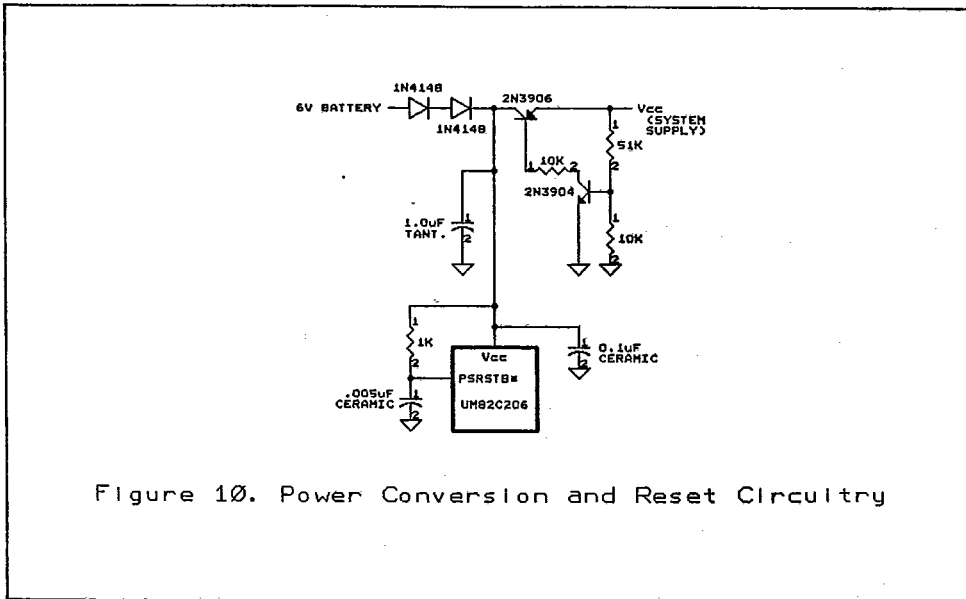 1N4148
6V BATTERY
1N4148
2N3906
Vcc
(SYSTEM
SUPPLY)
1
51K
2
1
10K
2
2N3904
1
10K
2
1.0uF
TANT.
1
2
1
1K
2
Vcc
PSRSTB*
UM82C206
.005uF
CERAMIC
1
2
1
0.1uF
CERAMIC
2
Figure 10. Power Conversion and Reset Circuitry